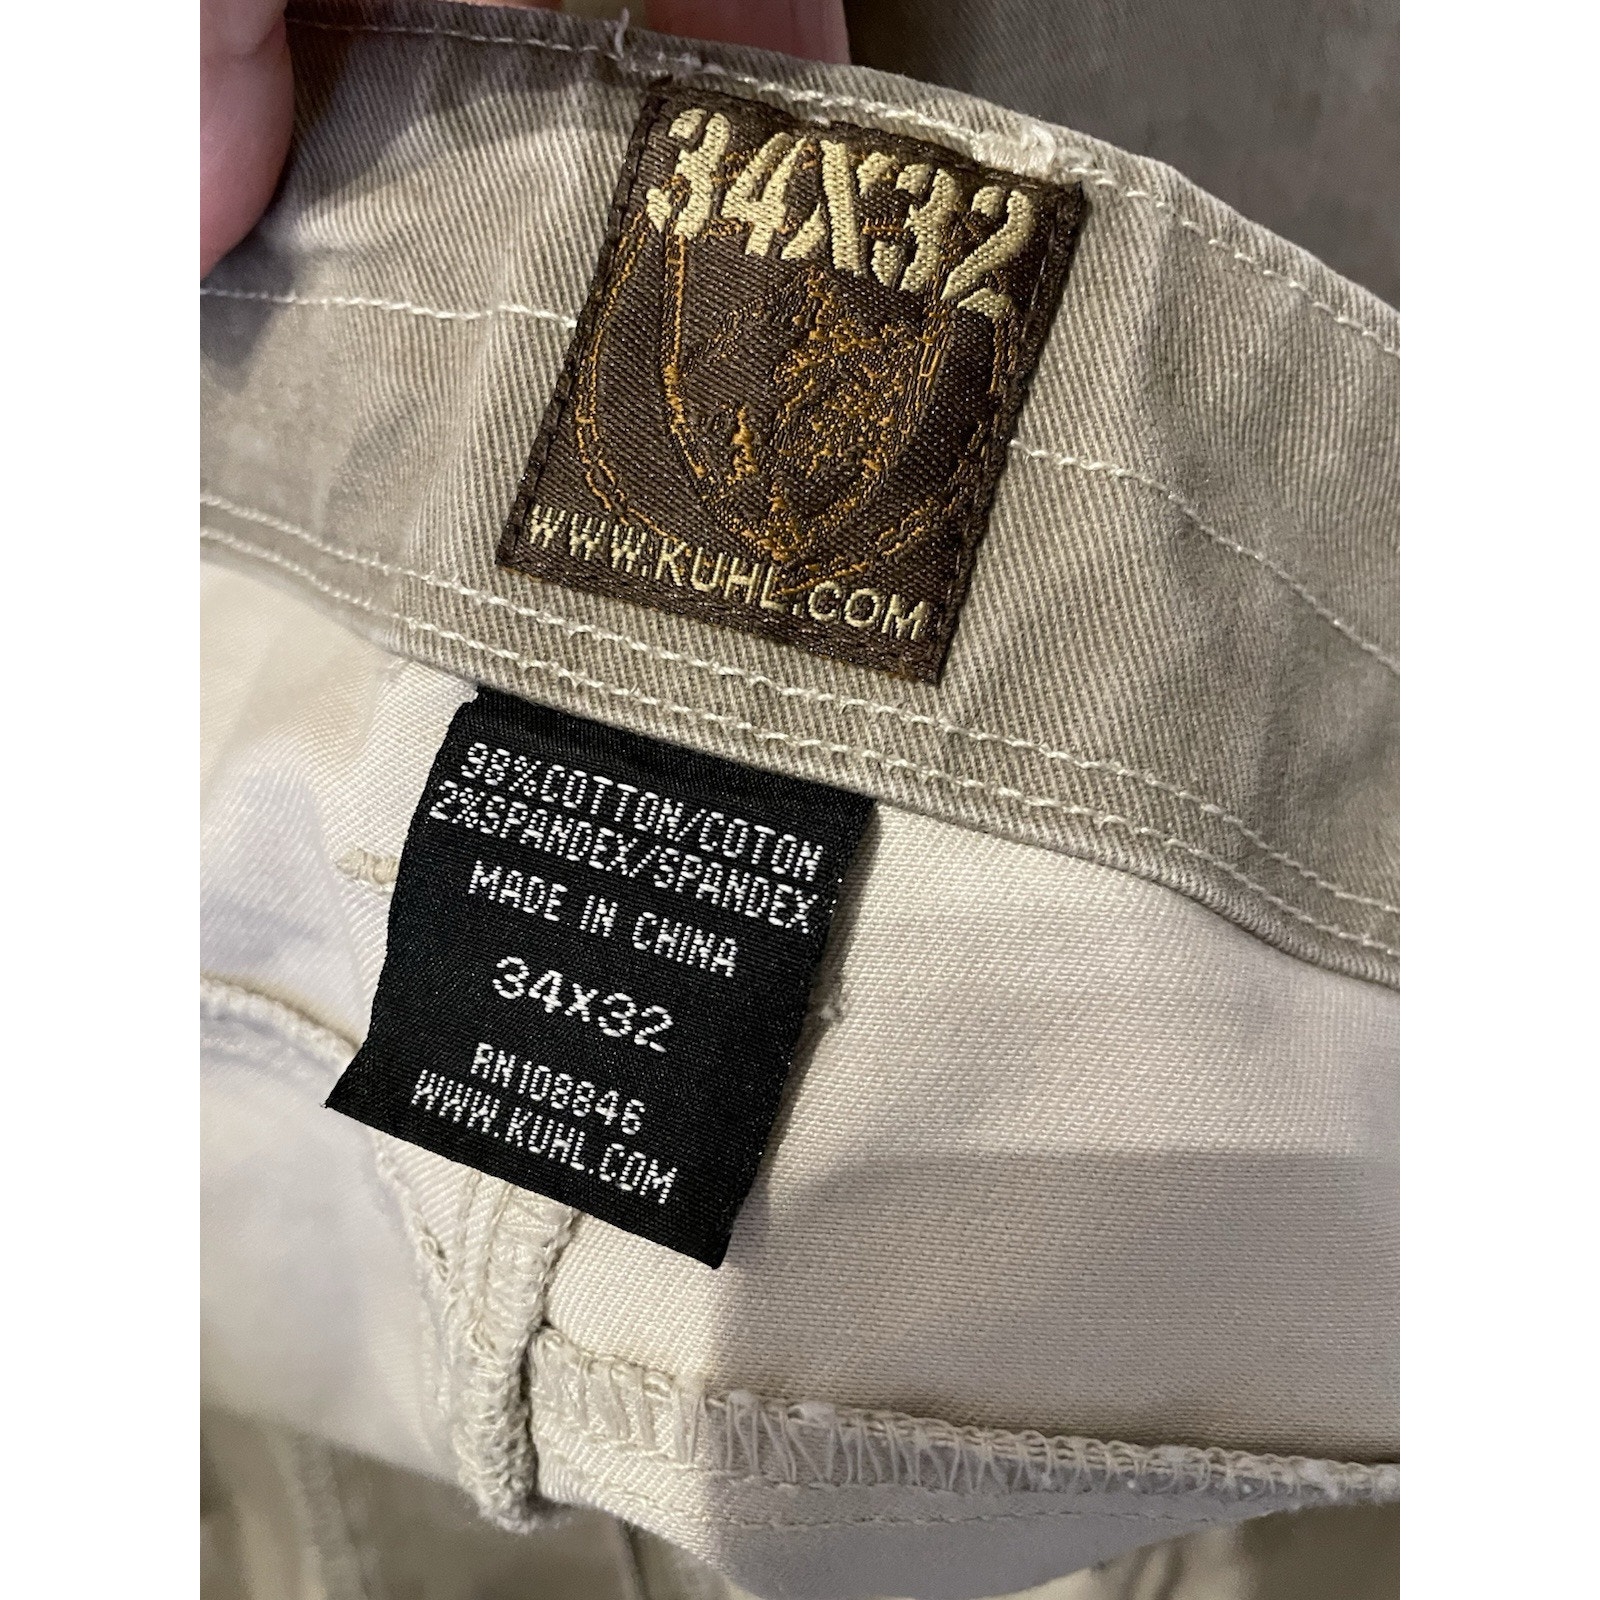 34X32
WWW.KUHL.COM
98%COTTON/COTON
2%SPANDEX/SPANDEX
MADE IN CHINA
34X32
RN108846
WWW.KUHL.COM